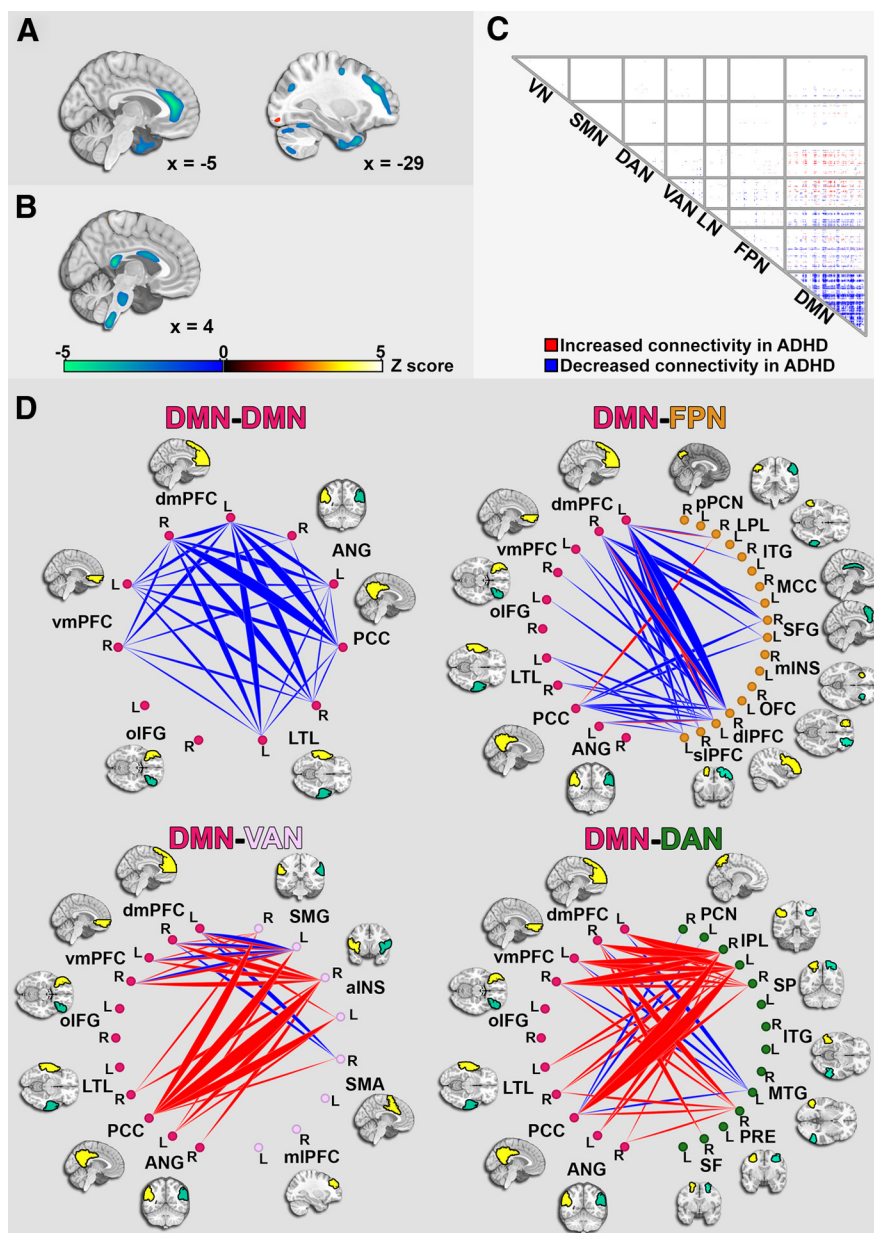 A
x = -5
x = -29
B
x = 4
-5
0
5
Z score
C
VN
SMN
DAN
VAN
LN
FPN
DMN
Increased connectivity in ADHD
Decreased connectivity in ADHD
D
DMN-DMN
dmPFC
L
R
R
ANG
L
L
vmPFC
R
PCC
L
oIFG
R
L
LTL
R
DMN-FPN
dmPFC
L
R
vmPFC
L
R
oIFG
L
R
LTL
L
R
PCC
ANG
L
R
pPCN
R
L
LPL
R
L
ITG
R
L
MCC
R
L
SFG
R
L
mINS
R
L
OFC
R
L
dlPFC
R
L
slPFC
R
L
DMN-VAN
dmPFC
L
R
vmPFC
L
R
oIFG
L
R
LTL
L
R
PCC
ANG
L
R
SMG
R
L
aINS
R
L
SMA
R
L
mlPFC
R
L
DMN-DAN
dmPFC
L
R
vmPFC
L
R
oIFG
L
R
LTL
L
R
PCC
ANG
L
R
PCN
R
L
IPL
R
L
SP
R
L
ITG
R
L
MTG
R
L
PRE
R
L
SF
R
L